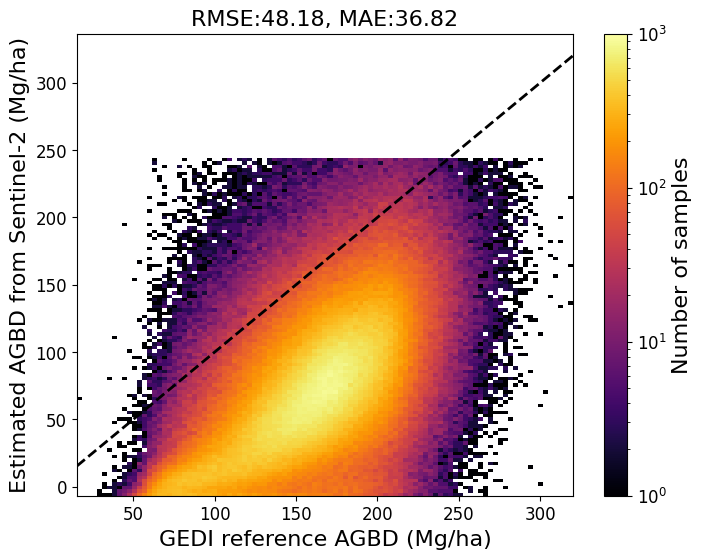 RMSE:48.18, MAE:36.82
Estimated AGBD from Sentinel-2 (Mg/ha)
300
250
200
150
100
50
0
50 100 150 200 250 300
GEDI reference AGBD (Mg/ha)
10³
10²
10¹
10⁰
Number of samples